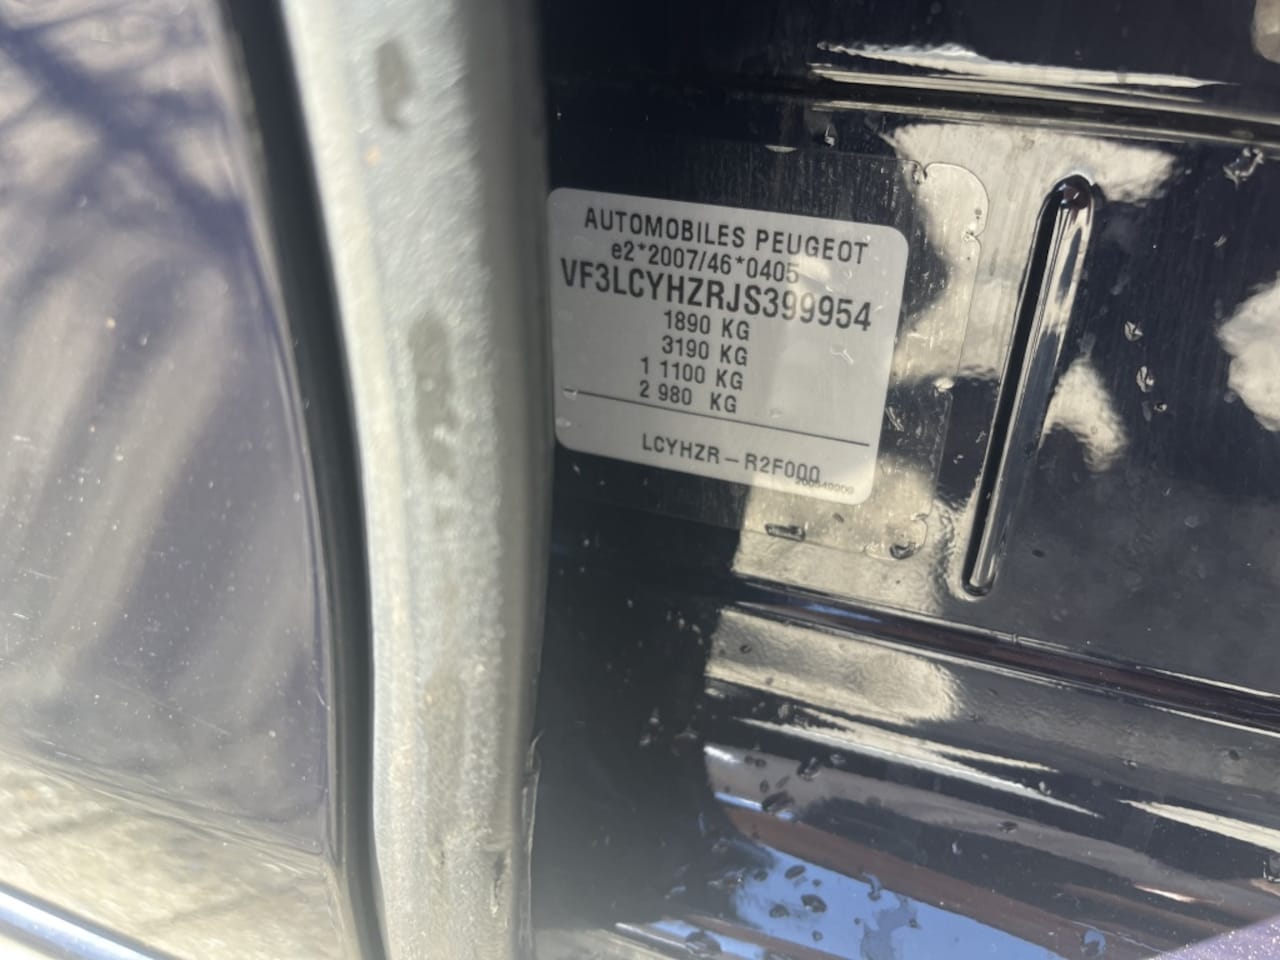 AUTOMOBILES PEUGEOT
e2*2007/46*0405
VF3LCYHZRJS399954
1890 KG
3190 KG
1 1100 KG
2 980 KG
LCYHZR – R2F000